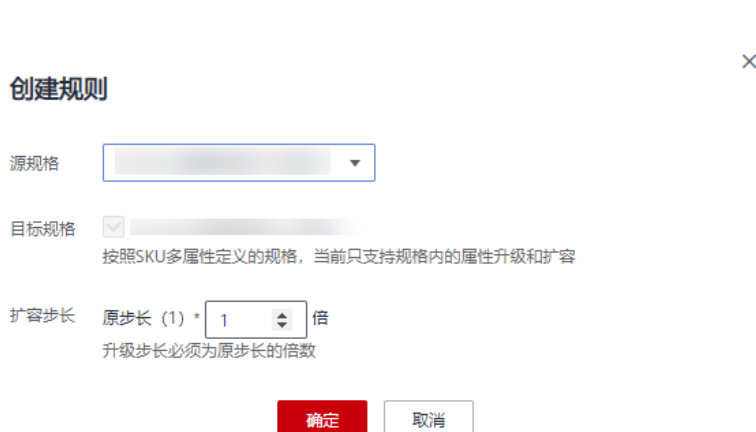 创建规则
源规格
目标规格
按照SKU多属性定义的规格，当前只支持规格内的属性升级和扩容
扩容步长 原步长（1）* 1 倍
升级步长必须为原步长的倍数
确定 取消